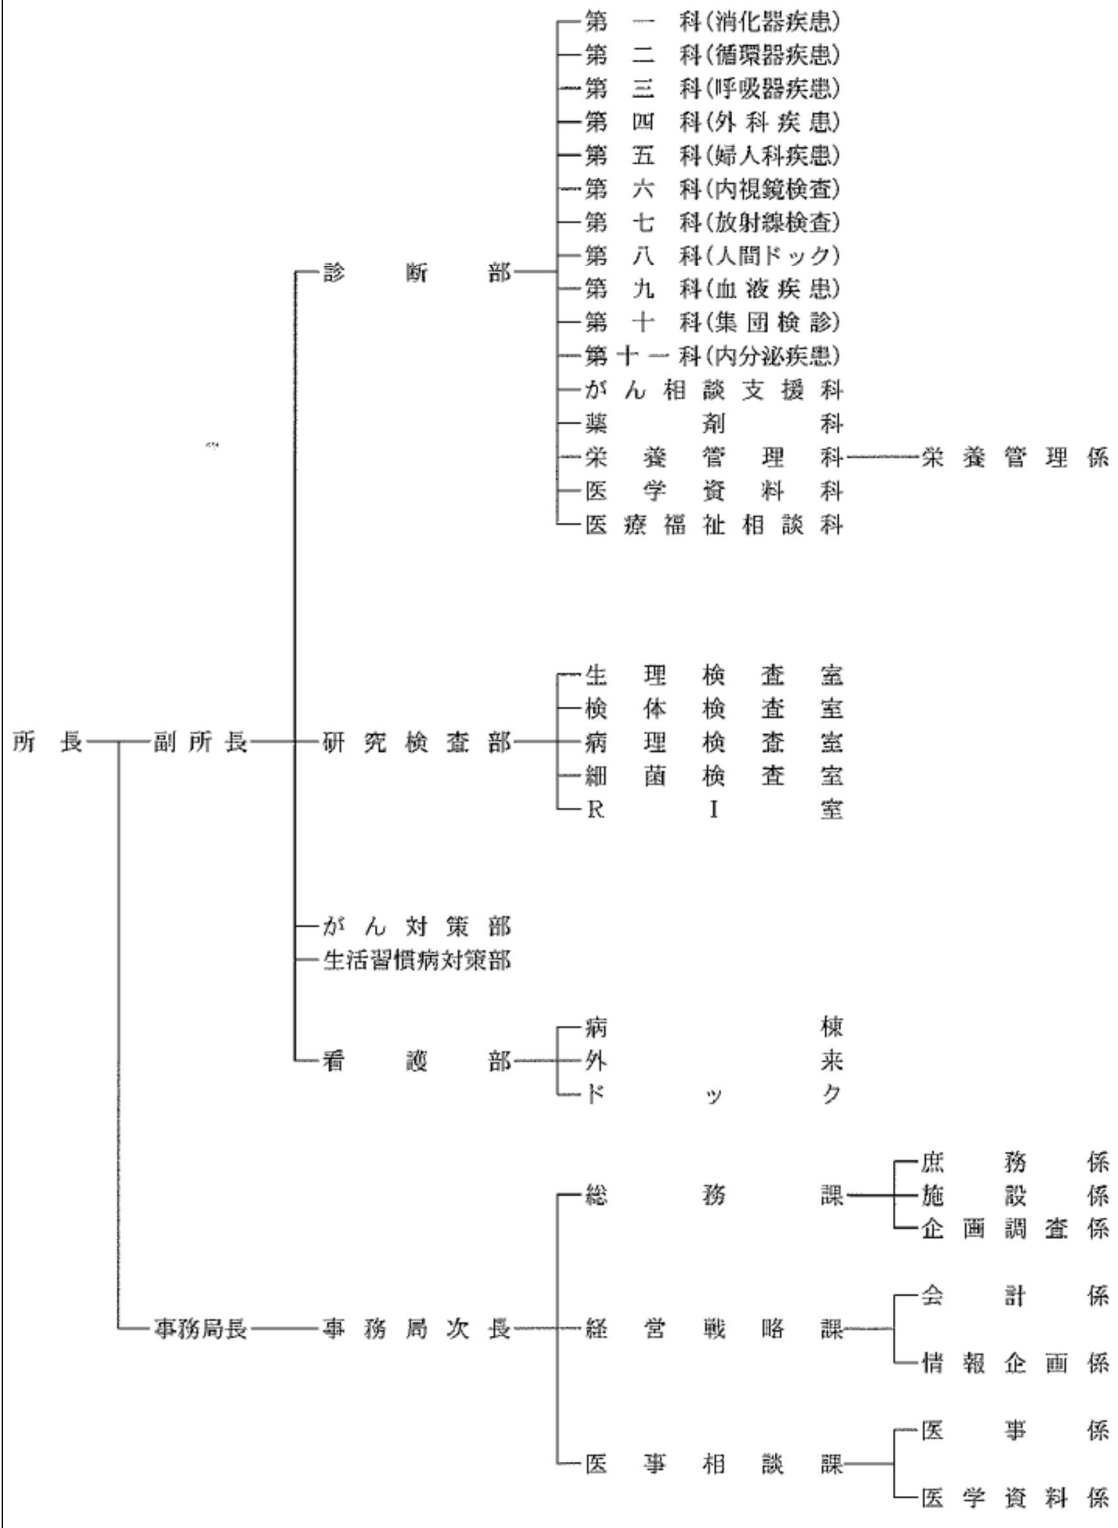 第一科(消化器疾患)
第二科(循環器疾患)
第三科(呼吸器疾患)
第四科(外科疾患)
第五科(婦人科疾患)
第六科(内視鏡検査)
第七科(放射線検査)
第八科(人間ドック)
診断部
第九科(血液疾患)
第十科(集団検診)
第十一科(内分泌疾患)
がん相談支援科
薬剤科
栄養管理科 栄養管理係
医学資料科
医療福祉相談科
生理検査室
検体検査室
所長 副所長 研究検査部 病理検査室
細菌検査室
RI室
がん対策部
生活習慣病対策部
病棟
看護部 外来
ドック
庶務係
総務課 施設係
企画調査係
会計係
事務局長 事務局次長 経営戦略課
情報企画係
医事係
医事相談課
医学資料係